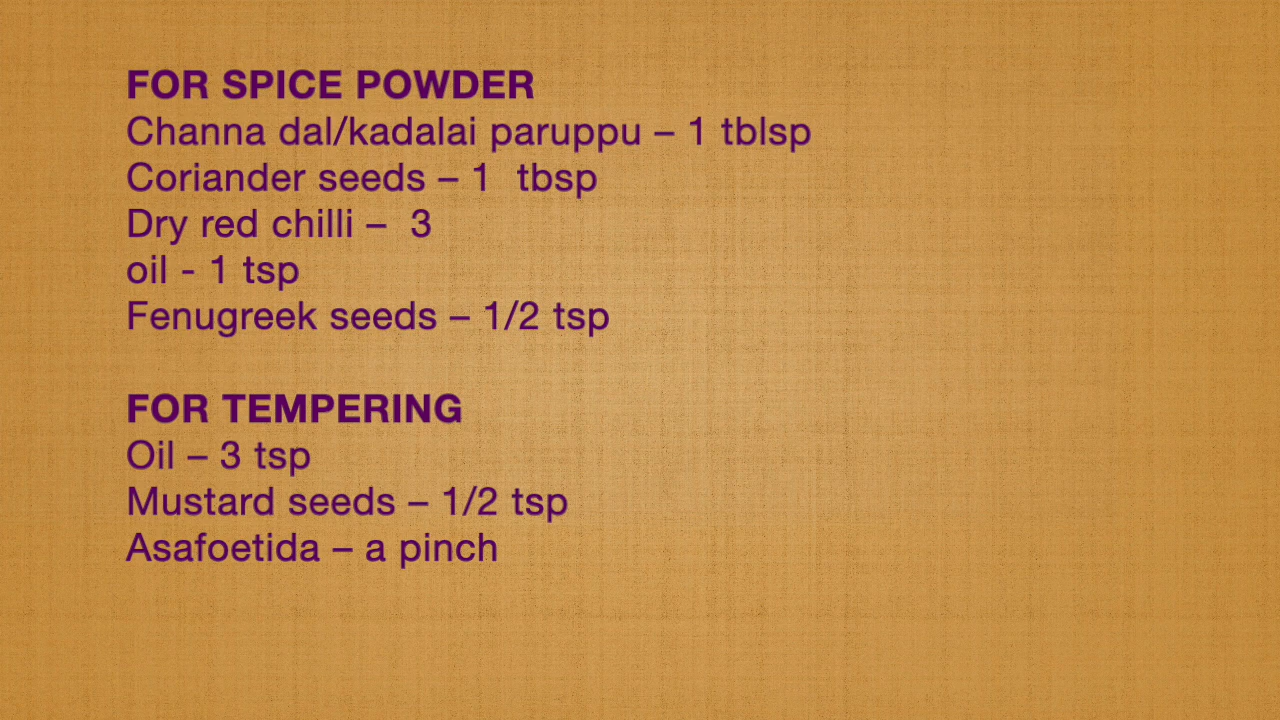 FOR SPICE POWDER
Channa dal/kadalai paruppu – 1 tblsp
Coriander seeds – 1  tbsp
Dry red chilli –  3
oil - 1 tsp
Fenugreek seeds – 1/2 tsp
FOR TEMPERING
Oil – 3 tsp
Mustard seeds – 1/2 tsp
Asafoetida – a pinch